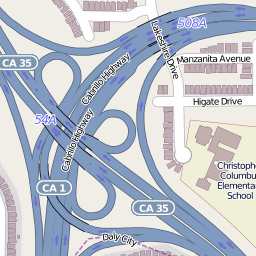 508A
CA 35
Cabrillo Highway
Lakeshire Drive
Manzanita Avenue
Higate Drive
54A
Cabrillo Highway
Christophe
Columbu
Elementar
School
CA 1
CA 35
Daly City